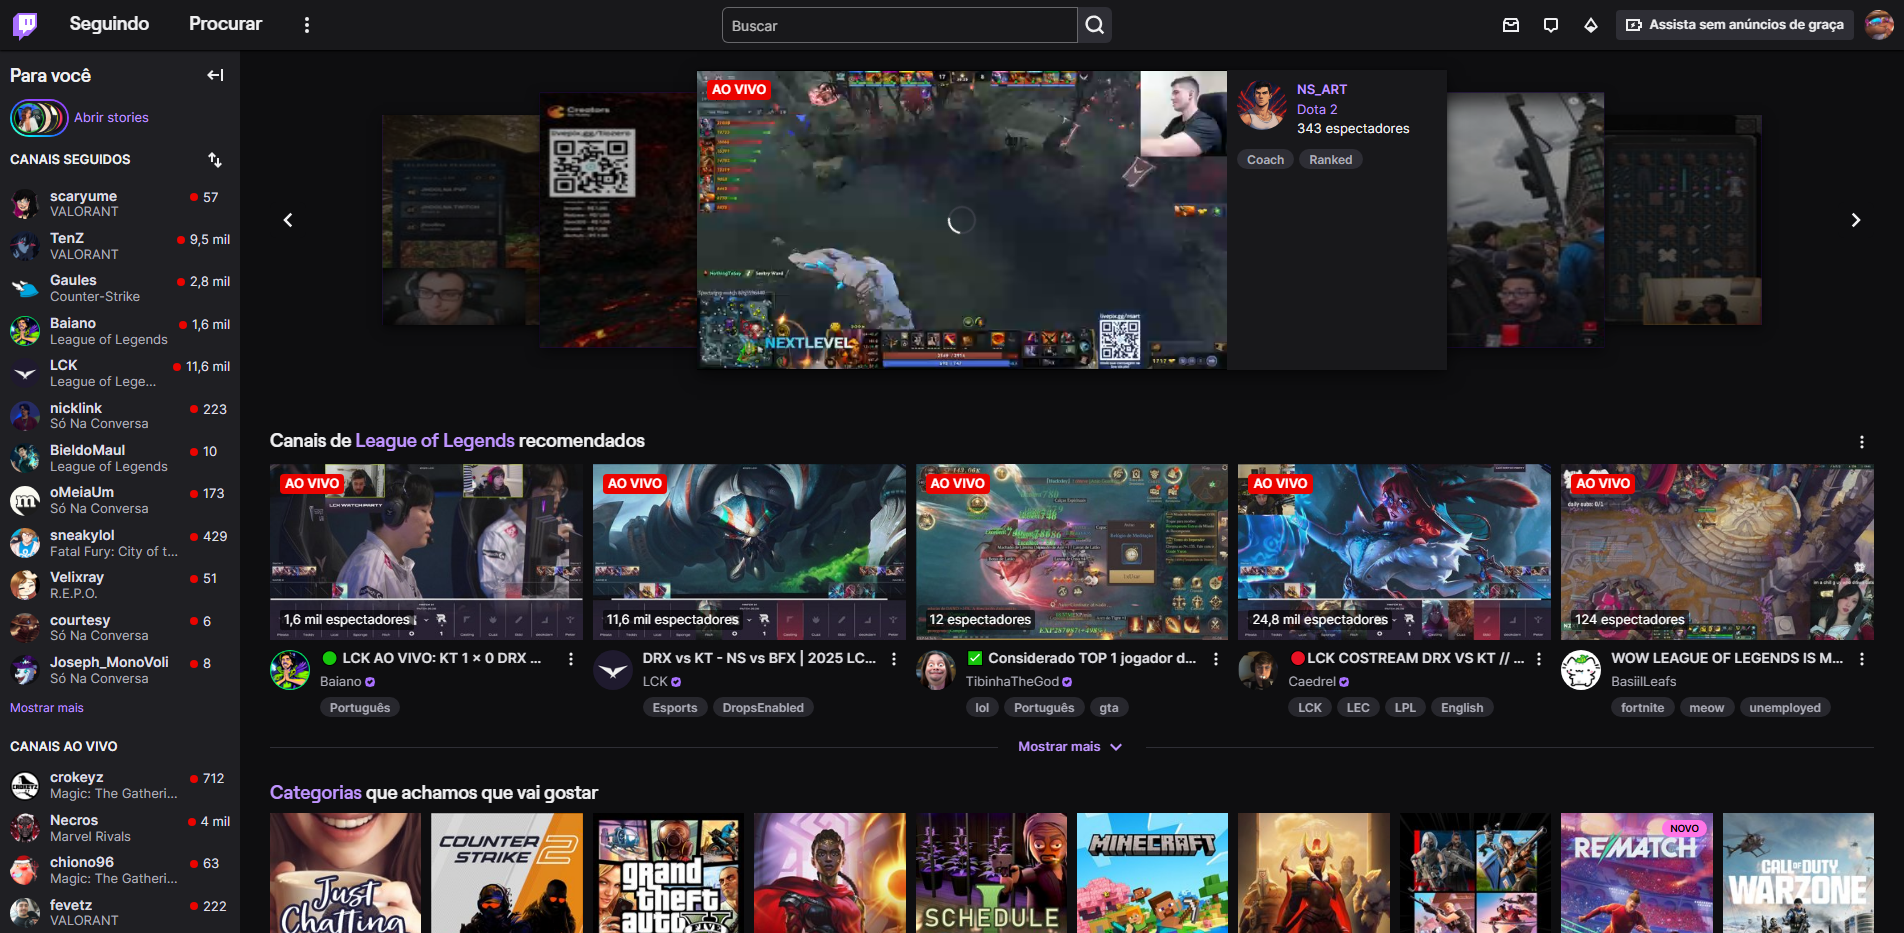 Seguindo
Procurar
Buscar
Assista sem anúncios de graça
Para você
Abrir stories
CANAIS SEGUIDOS
scaryume
57
VALORANT
TenZ
9,5 mil
VALORANT
Gaules
2,8 mil
Counter-Strike
Baiano
1,6 mil
League of Legends
LCK
11,6 mil
League of Lege...
nicklink
223
Só Na Conversa
BieldoMaul
10
League of Legends
oMeiaUm
173
Só Na Conversa
sneakylol
429
Fatal Fury: City of t...
Velixray
51
R.E.P.O.
courtesy
6
Só Na Conversa
Joseph_MonoVoli
8
Só Na Conversa
Mostrar mais
CANAIS AO VIVO
crokeyz
712
Magic: The Gatheri...
Necros
4 mil
Marvel Rivals
chiono96
63
Magic: The Gatheri...
fevetz
222
VALORANT
Creators
AO VIVO
NEXTLEVEL
NS_ART
Dota 2
343 espectadores
Coach
Ranked
Canais de League of Legends recomendados
AO VIVO
LCK WATCH PARTY
1,6 mil espectadores
LCK AO VIVO: KT 1 x 0 DRX ...
Baiano
Português
AO VIVO
11,6 mil espectadores
DRX vs KT - NS vs BFX | 2025 LC...
LCK
Esports
DropsEnabled
AO VIVO
12 espectadores
Considerado TOP 1 jogador d...
TibinhaTheGod
lol
Português
gta
AO VIVO
24,8 mil espectadores
LCK COSTREAM DRX VS KT // ...
Caedrel
LCK
LEC
LPL
English
AO VIVO
124 espectadores
WOW LEAGUE OF LEGENDS IS M...
BasiilLeafs
fortnite
meow
unemployed
Mostrar mais
Categorias que achamos que vai gostar
Just
Chatting
COUNTER
STRIKE 2
grand
theft
auto
FIVE
SCHEDULE
I
MINECRAFT
NOVO
REMATCH
CALL OF DUTY
WARZONE